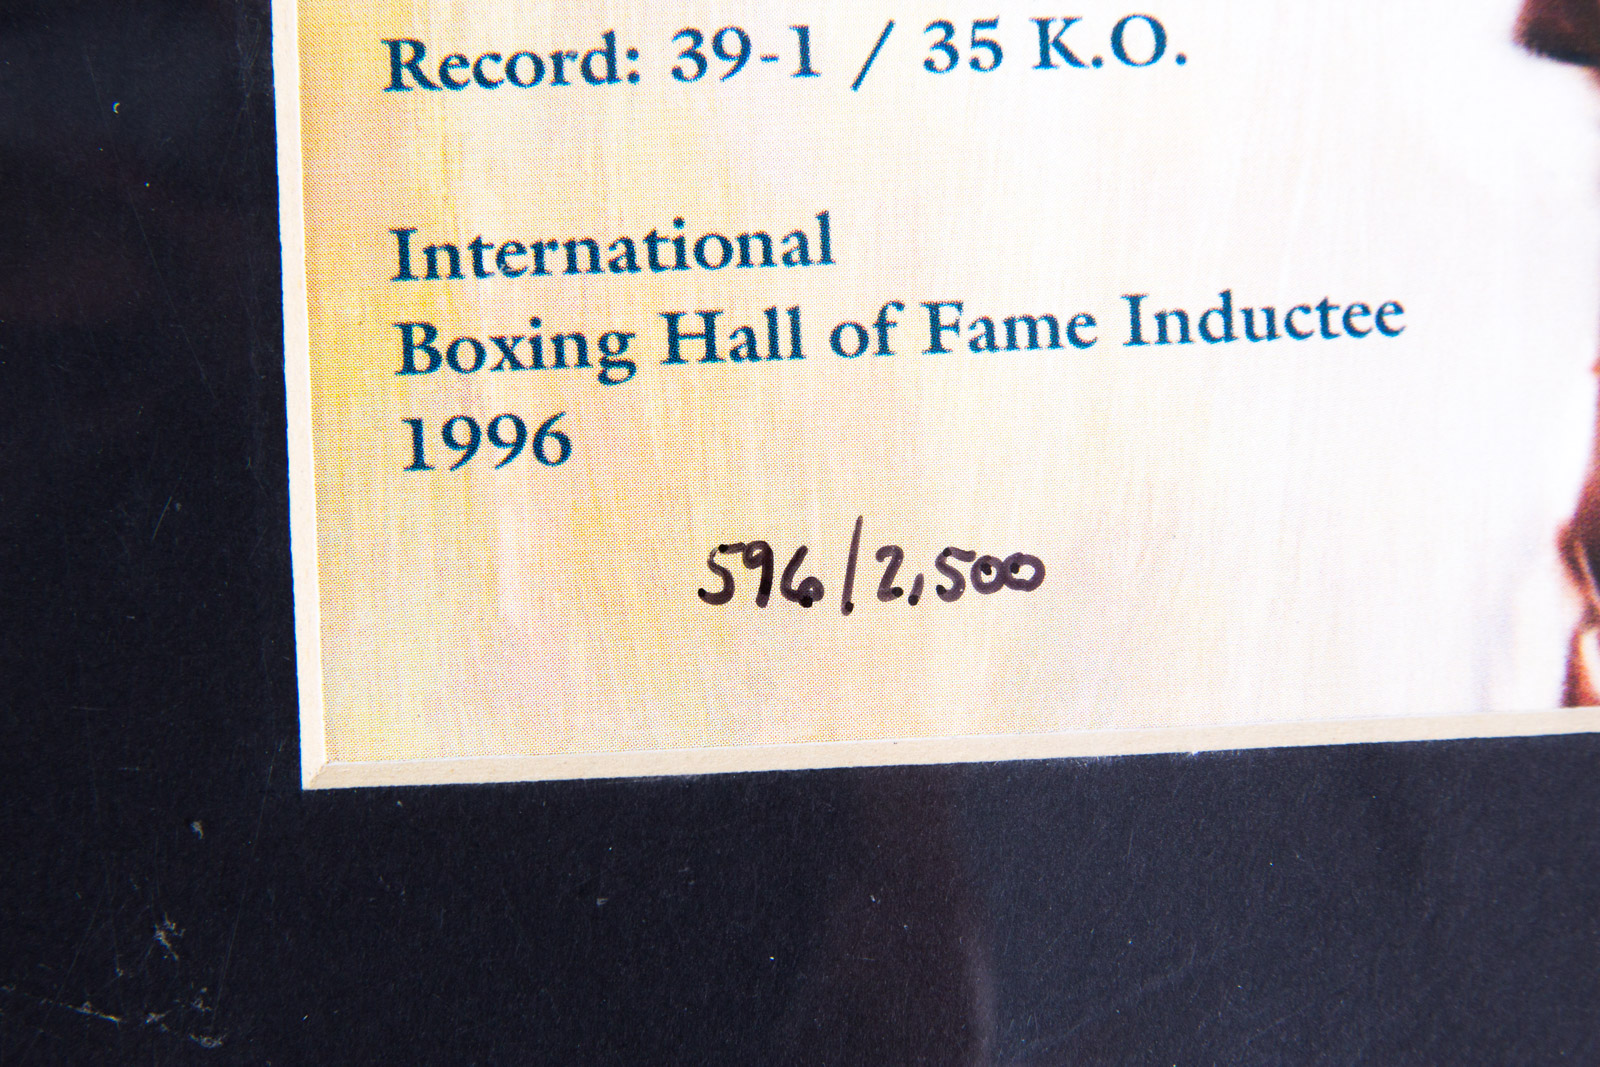 Record: 39-1 / 35 K.O.
International
Boxing Hall of Fame Inductee
1996
596/2,500